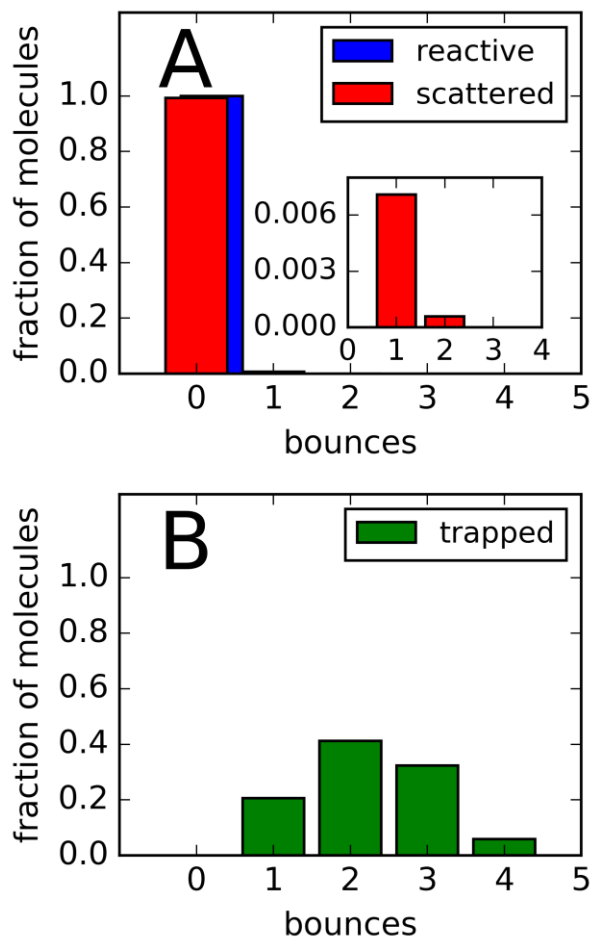 A
reactive
scattered
fraction of molecules
1.0
0.8
0.6
0.4
0.2
0.0
0.006
0.003
0.000
0 1 2 3 4
0 1 2 3 4 5
bounces
B
trapped
fraction of molecules
1.0
0.8
0.6
0.4
0.2
0.0
0 1 2 3 4 5
bounces